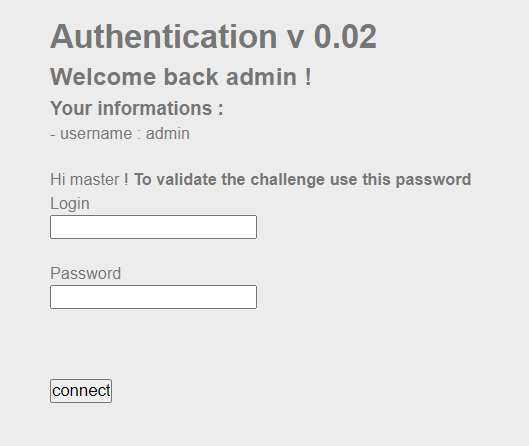 Authentication v 0.02
Welcome back admin !
Your informations :
- username : admin
Hi master ! To validate the challenge use this password
Login
Password
connect